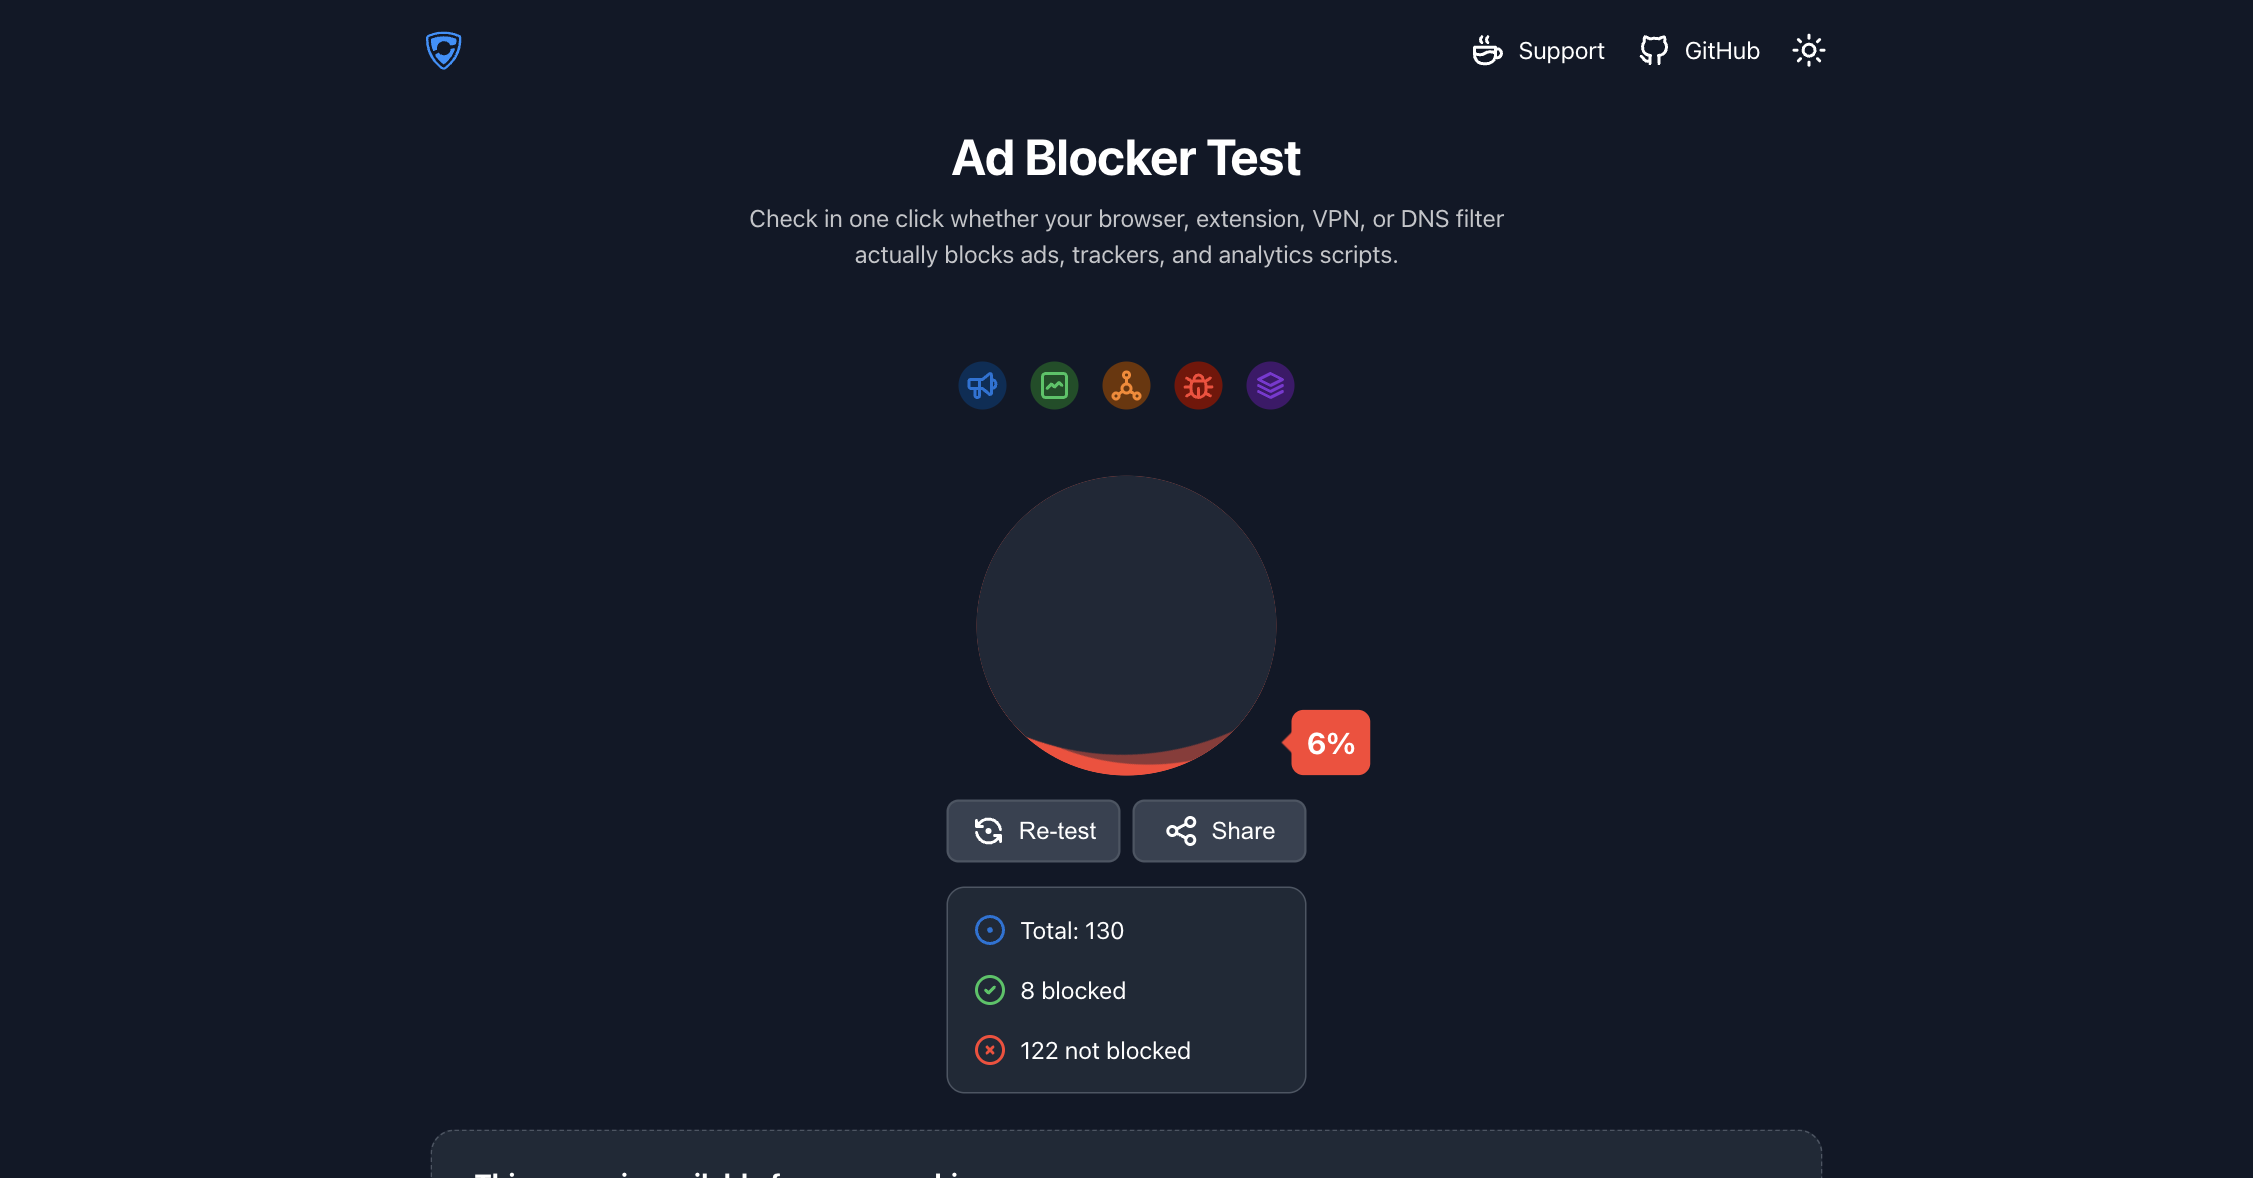 Support
GitHub
Ad Blocker Test
Check in one click whether your browser, extension, VPN, or DNS filter
actually blocks ads, trackers, and analytics scripts.
6%
Re-test
Share
Total: 130
8 blocked
122 not blocked